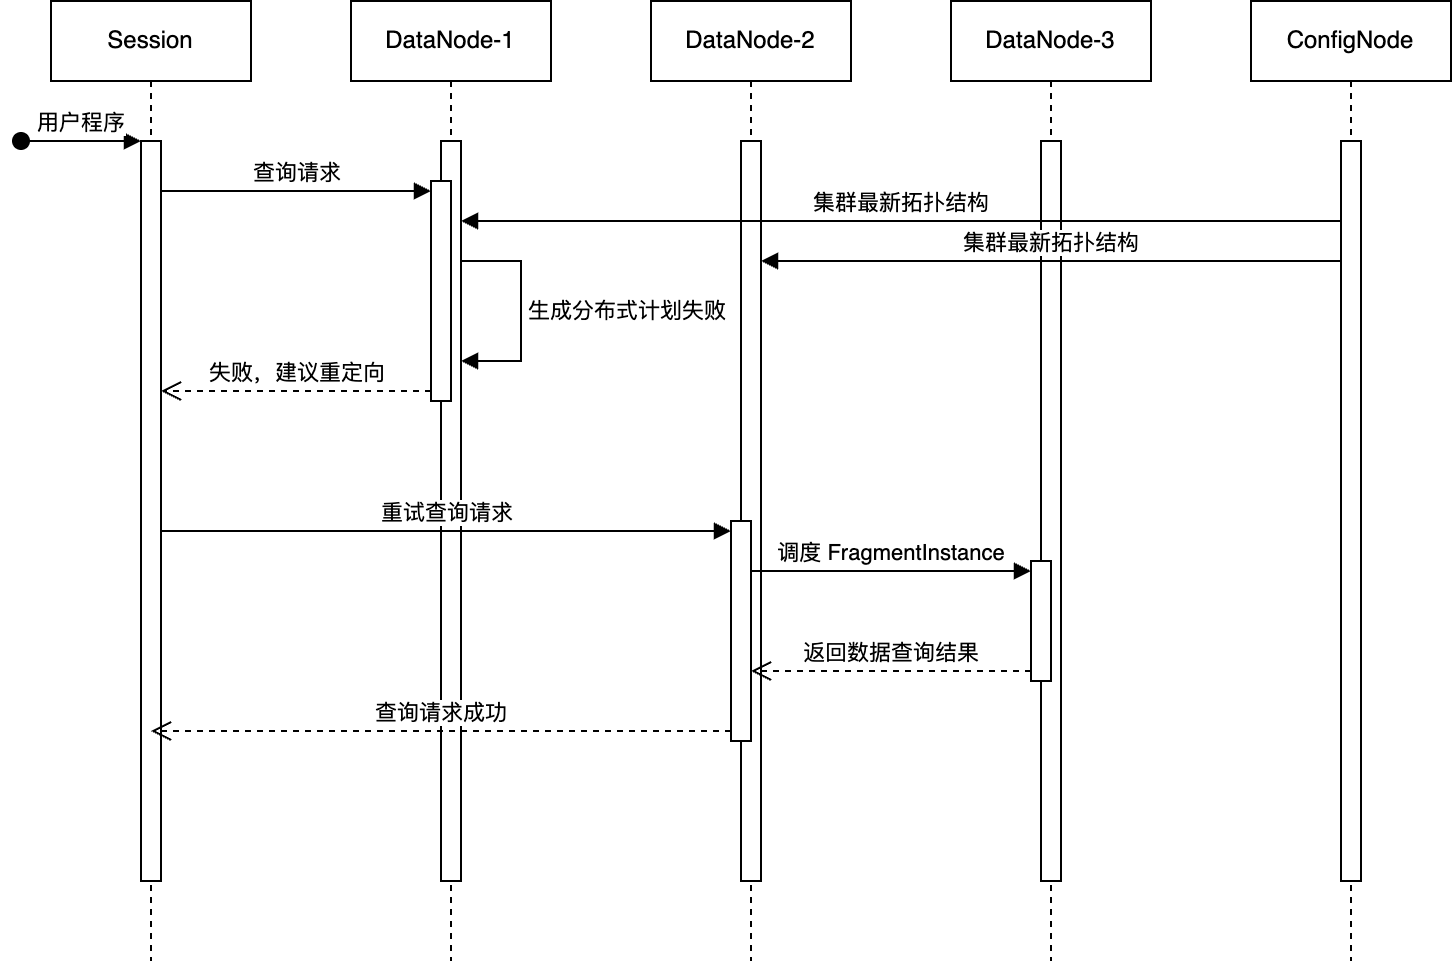 Session
DataNode-1
DataNode-2
DataNode-3
ConfigNode
用户程序
查询请求
集群最新拓扑结构
集群最新拓扑结构
生成分布式计划失败
失败，建议重定向
重试查询请求
调度 FragmentInstance
返回数据查询结果
查询请求成功